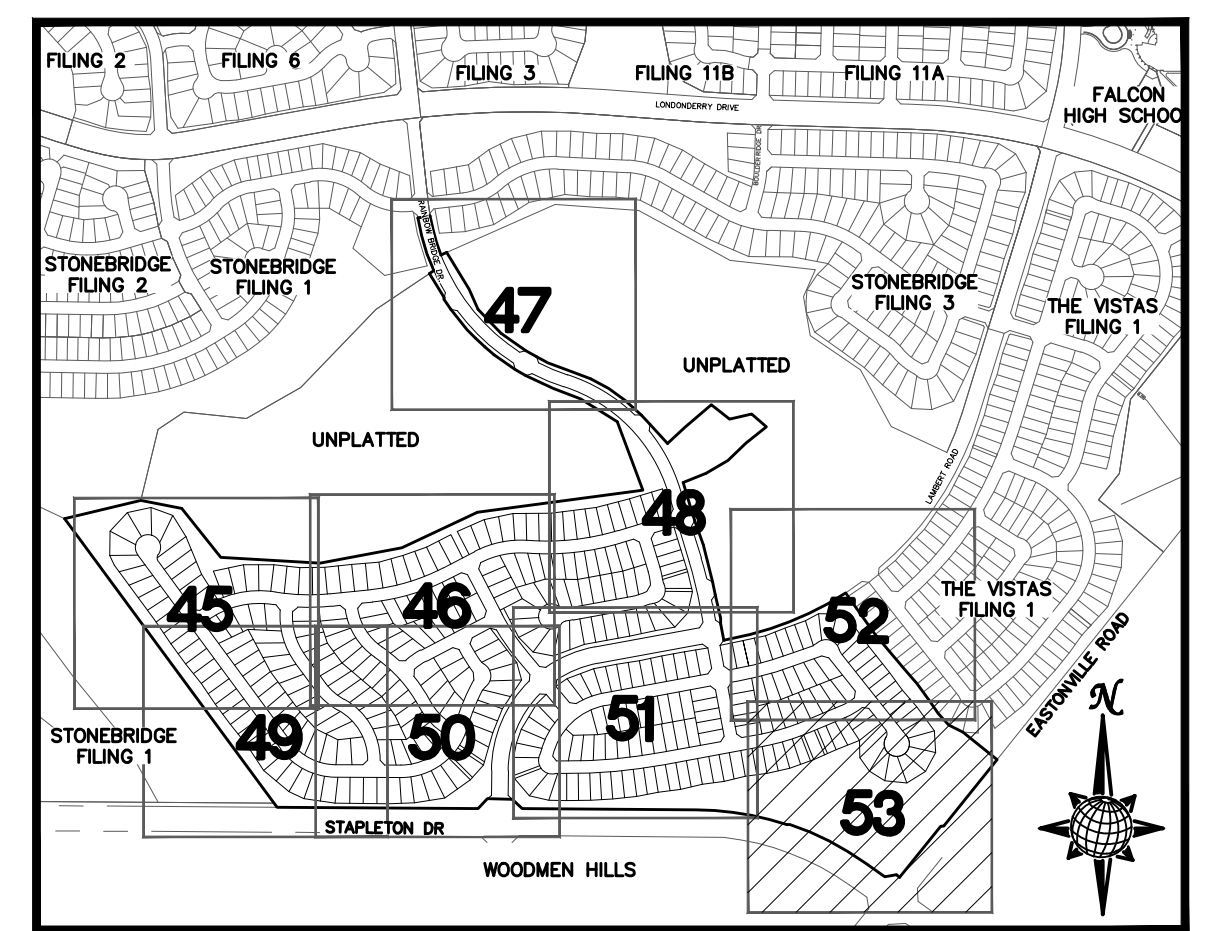 FILING 2
FILING 6
FILING 3
FILING 11B
FILING 11A
FALCON
HIGH SCHOO
LONDONDERRY DRIVE
BOULDER RIDGE DR
RAINBOW BRIDGE DR.
STONEBRIDGE
FILING 2
STONEBRIDGE
FILING 1
STONEBRIDGE
FILING 3
THE VISTAS
FILING 1
47
UNPLATTED
UNPLATTED
LAMBERT ROAD
48
45
46
52
THE VISTAS
FILING 1
EASTONVILLE ROAD
N
STONEBRIDGE
FILING 1
49
50
51
53
STAPLETON DR
WOODMEN HILLS